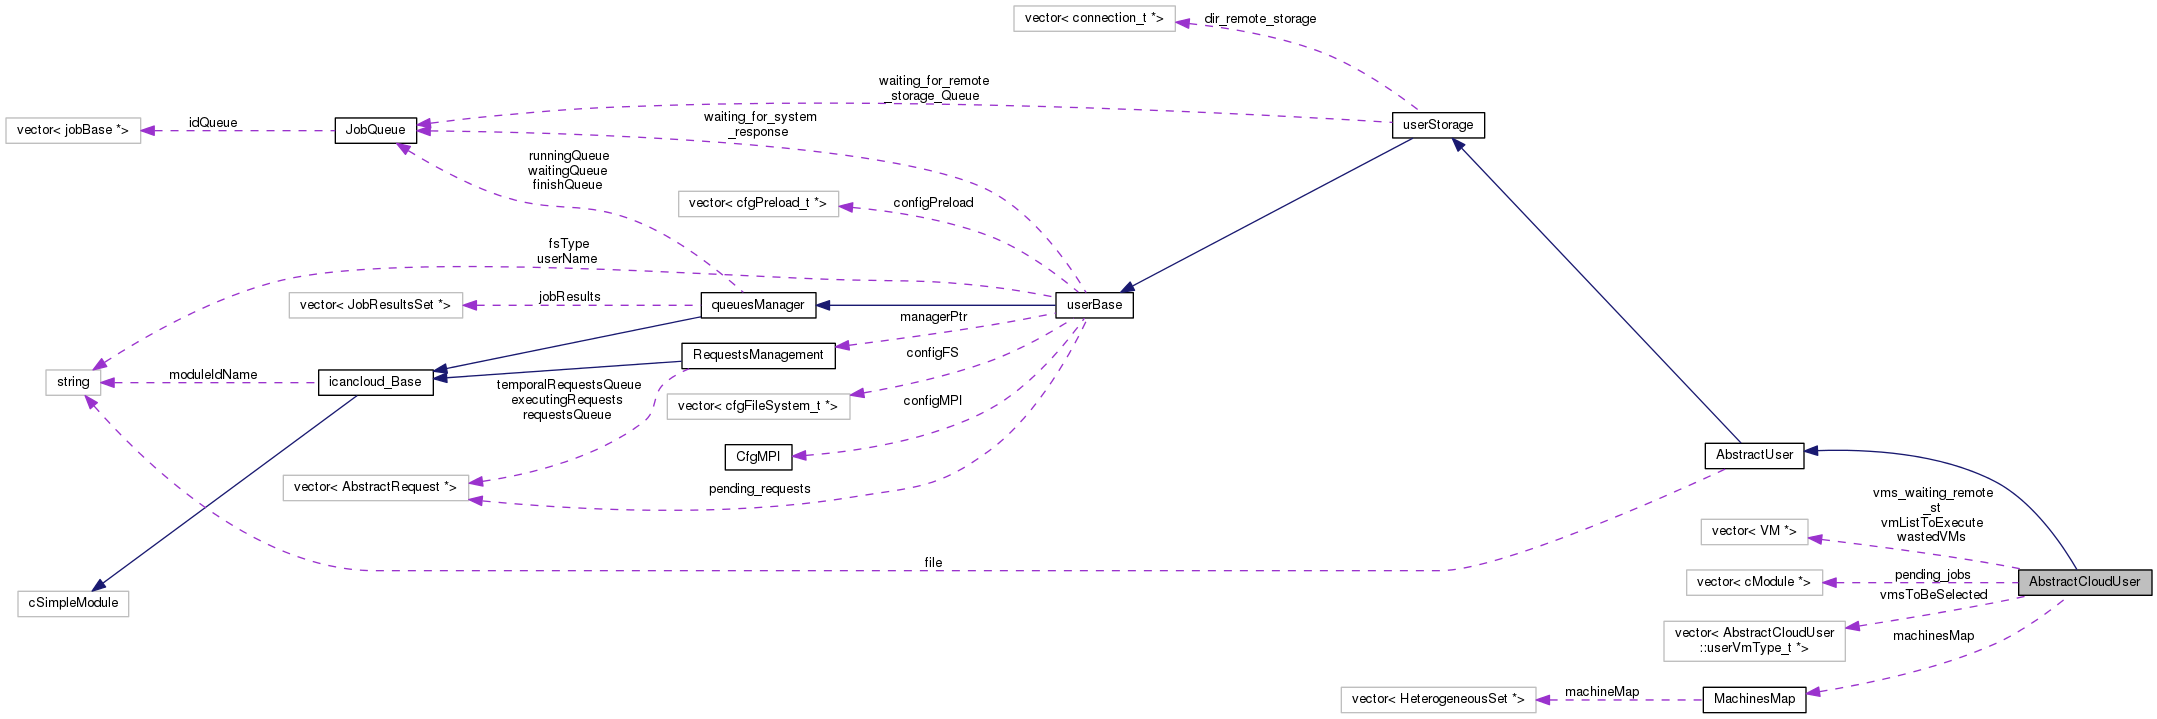 vector< connection_t *>
dir_remote_storage
waiting_for_remote
_storage_Queue
waiting_for_system
_response
vector< jobBase *>
idQueue
JobQueue
userStorage
runningQueue
waitingQueue
finishQueue
vector< cfgPreload_t *>
configPreload
fsType
userName
vector< JobResultsSet *>
jobResults
queuesManager
userBase
managerPtr
RequestsManagement
configFS
string
moduleIdName
icancloud_Base
temporalRequestsQueue
executingRequests
requestsQueue
vector< cfgFileSystem_t *>
configMPI
CfgMPI
AbstractUser
vector< AbstractRequest *>
pending_requests
vms_waiting_remote
_st
vmListToExecute
wastedVMs
vector< VM *>
file
vector< cModule *>
pending_jobs
AbstractCloudUser
vmsToBeSelected
cSimpleModule
vector< AbstractCloudUser
::userVmType_t *>
machinesMap
vector< HeterogeneousSet *>
machineMap
MachinesMap